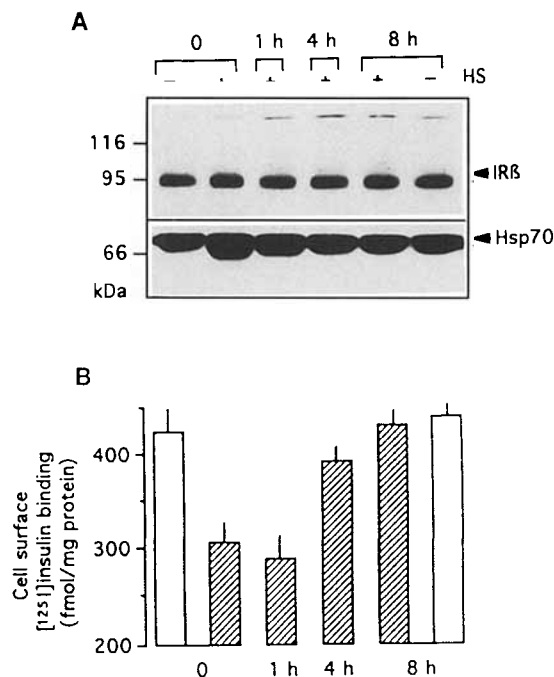 A
0 1 h 4 h 8 h
– + + + + – HS
116
95
IRß
66
Hsp70
kDa
B
Cell surface
[¹²⁵I]insulin binding
(fmol/mg protein)
400
300
200
0 1 h 4 h 8 h